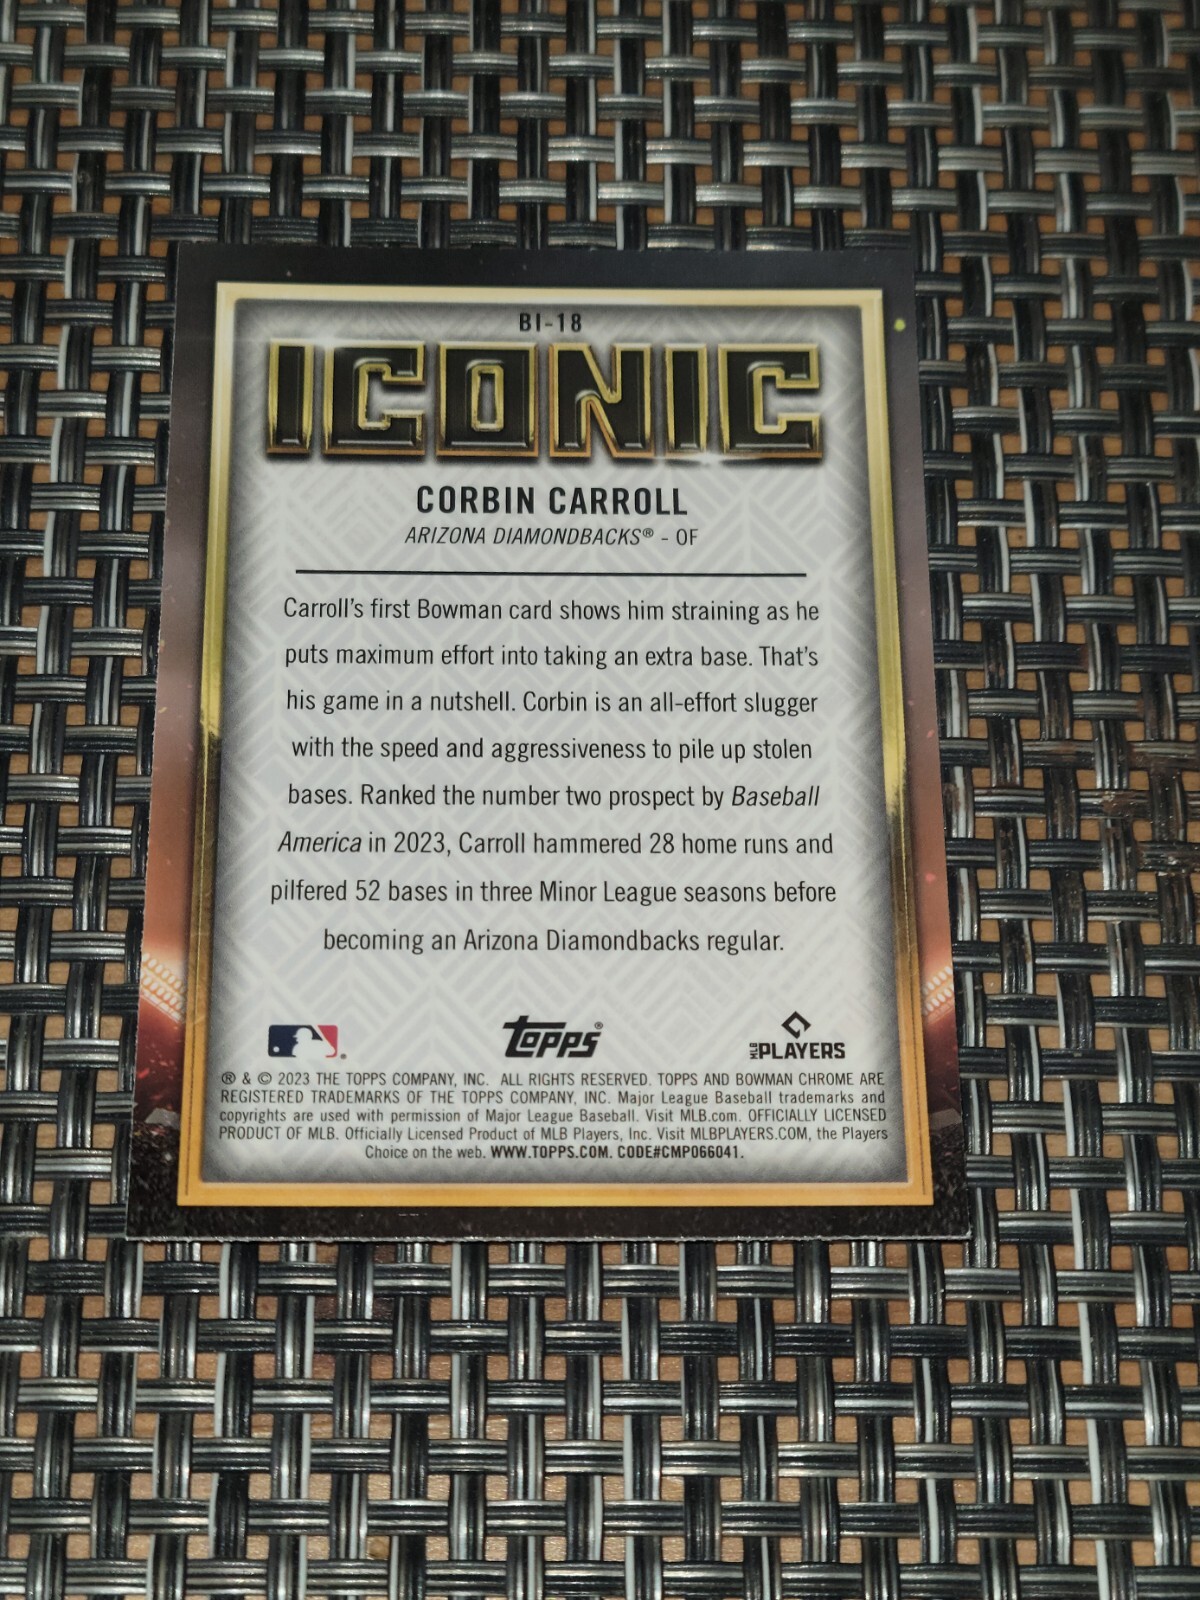 BI-18
ICONIC
CORBIN CARROLL
ARIZONA DIAMONDBACKS® - OF
Carroll's first Bowman card shows him straining as he
puts maximum effort into taking an extra base. That's
his game in a nutshell. Corbin is an all-effort slugger
with the speed and aggressiveness to pile up stolen
bases. Ranked the number two prospect by Baseball
America in 2023, Carroll hammered 28 home runs and
pilfered 52 bases in three Minor League seasons before
becoming an Arizona Diamondbacks regular.
topps®
MLB PLAYERS
® & © 2023 THE TOPPS COMPANY, INC. ALL RIGHTS RESERVED. TOPPS AND BOWMAN CHROME ARE
REGISTERED TRADEMARKS OF THE TOPPS COMPANY, INC. Major League Baseball trademarks and
copyrights are used with permission of Major League Baseball. Visit MLB.com. OFFICIALLY LICENSED
PRODUCT OF MLB. Officially Licensed Product of MLB Players, Inc. Visit MLBPLAYERS.COM, the Players
Choice on the web. WWW.TOPPS.COM. CODE#CMP066041.